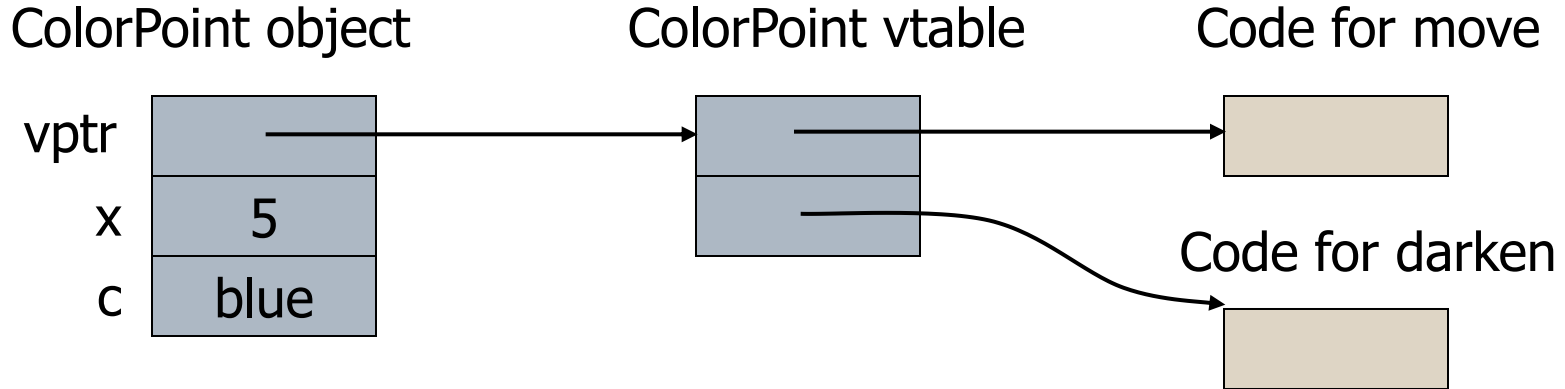 ColorPoint object
ColorPoint vtable
Code for move
vptr
x 5
Code for darken
c blue